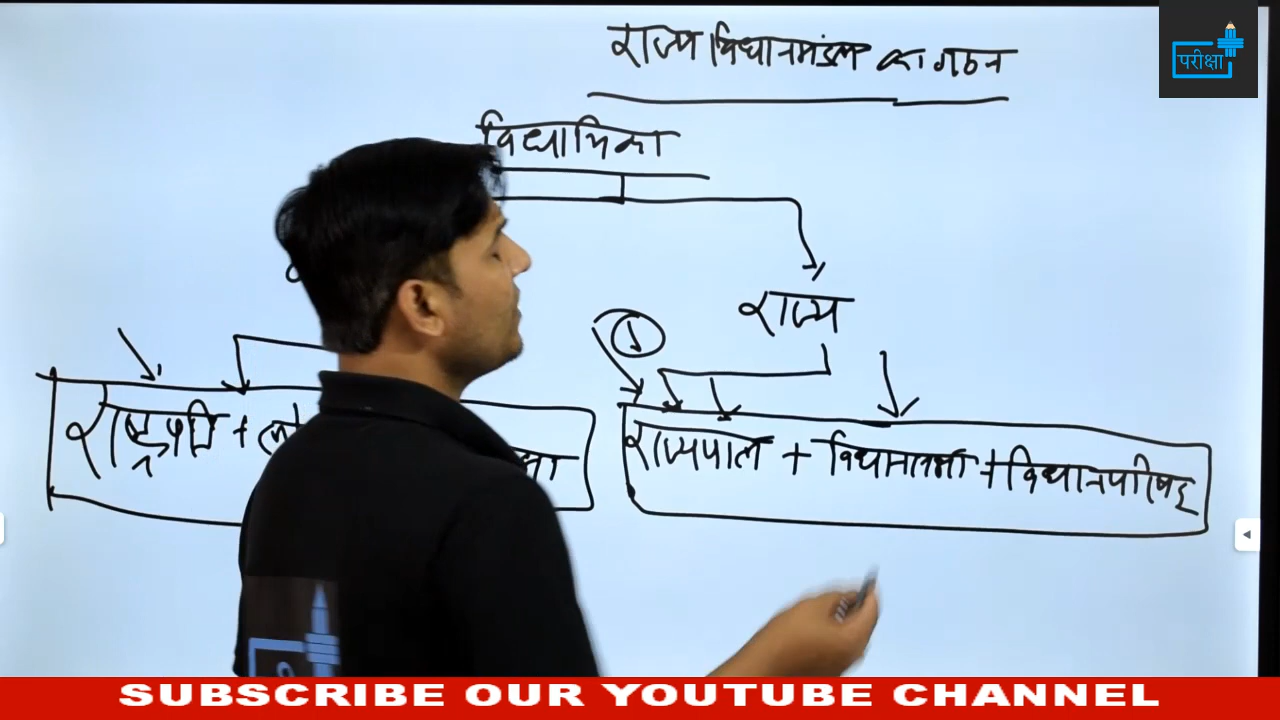 राज्य विधानमंडल का गठन
परीक्षा
विधायिका
राज्य
1
राष्ट्रपति +
राज्यपाल + विधानसभा + विधानपरिषद
SUBSCRIBE OUR YOUTUBE CHANNEL